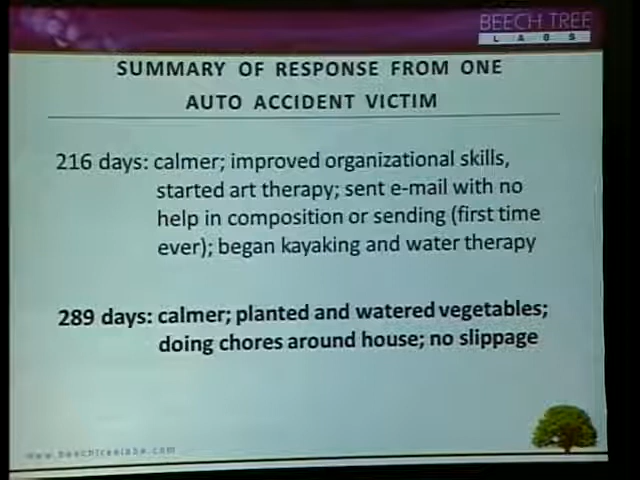 BEECH TREE
LABS
SUMMARY OF RESPONSE FROM ONE
AUTO ACCIDENT VICTIM
216 days: calmer; improved organizational skills,
started art therapy; sent e-mail with no
help in composition or sending (first time
ever); began kayaking and water therapy
289 days: calmer; planted and watered vegetables;
doing chores around house; no slippage
www.beechtreelabs.com